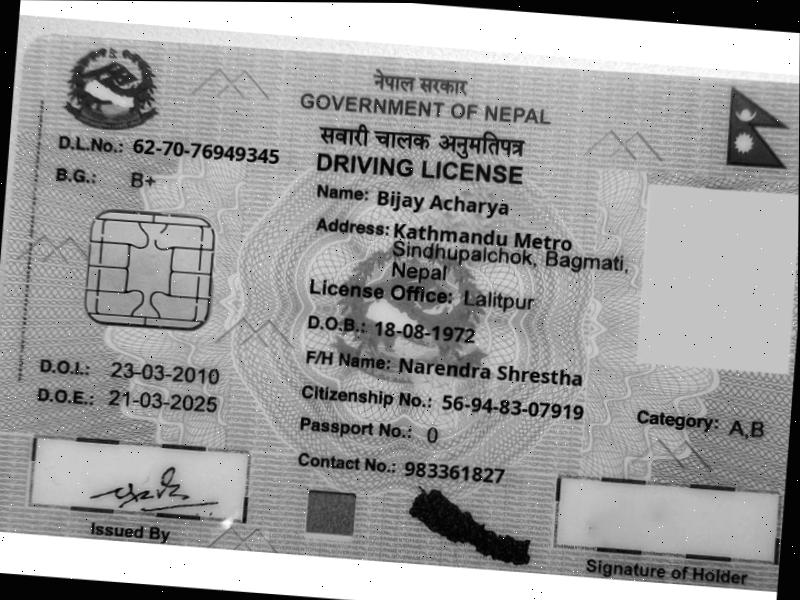 नेपाल सरकार
GOVERNMENT OF NEPAL
सवारी चालक अनुमतिपत्र
DRIVING LICENSE
D.L.No.: 62-70-76949345
B.G.: B+
Name: Bijay Acharya
Address: Kathmandu Metro
Sindhupalchok, Bagmati,
Nepal
License Office: Lalitpur
D.O.B.: 18-08-1972
F/H Name: Narendra Shrestha
D.O.I.: 23-03-2010
D.O.E.: 21-03-2025
Citizenship No.: 56-94-83-07919
Category: A,B
Passport No.: 0
Contact No.: 983361827
Issued By
Signature of Holder